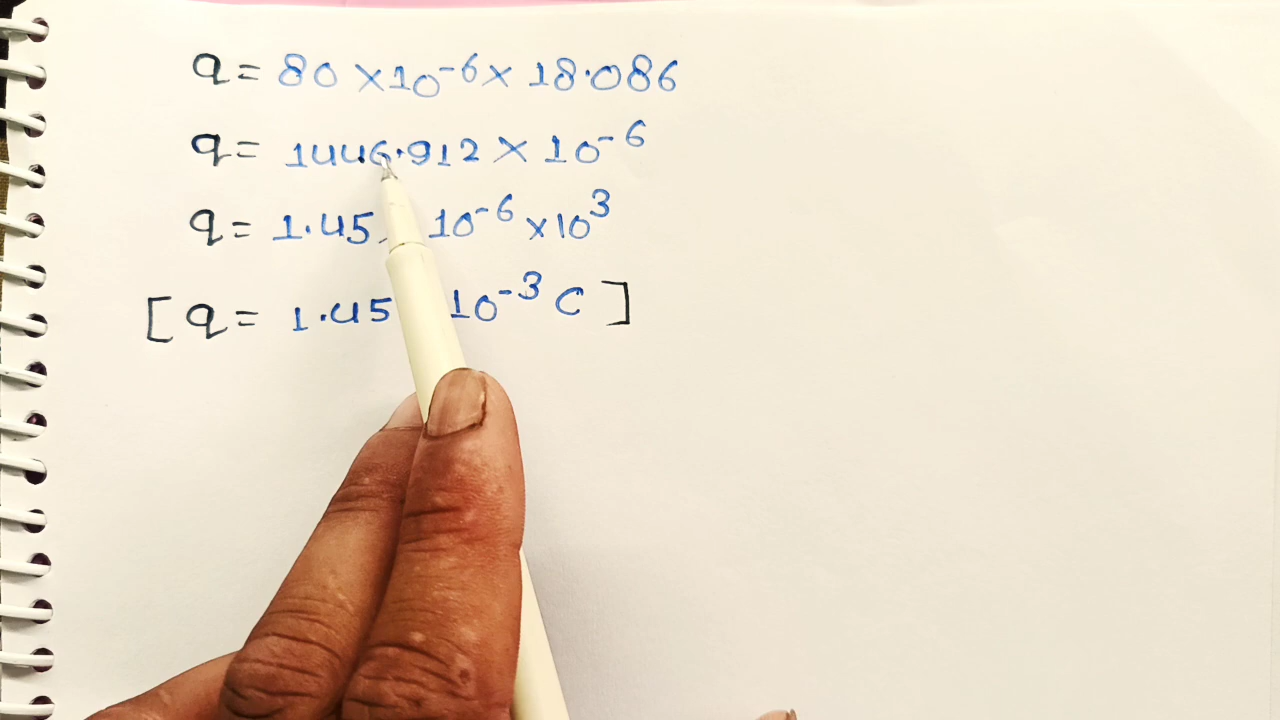 q = 80 × 10⁻⁶ × 18.086
q = 1446.912 × 10⁻⁶
q = 1.45 10⁻⁶ × 10³
[ q = 1.45 10⁻³ C ]